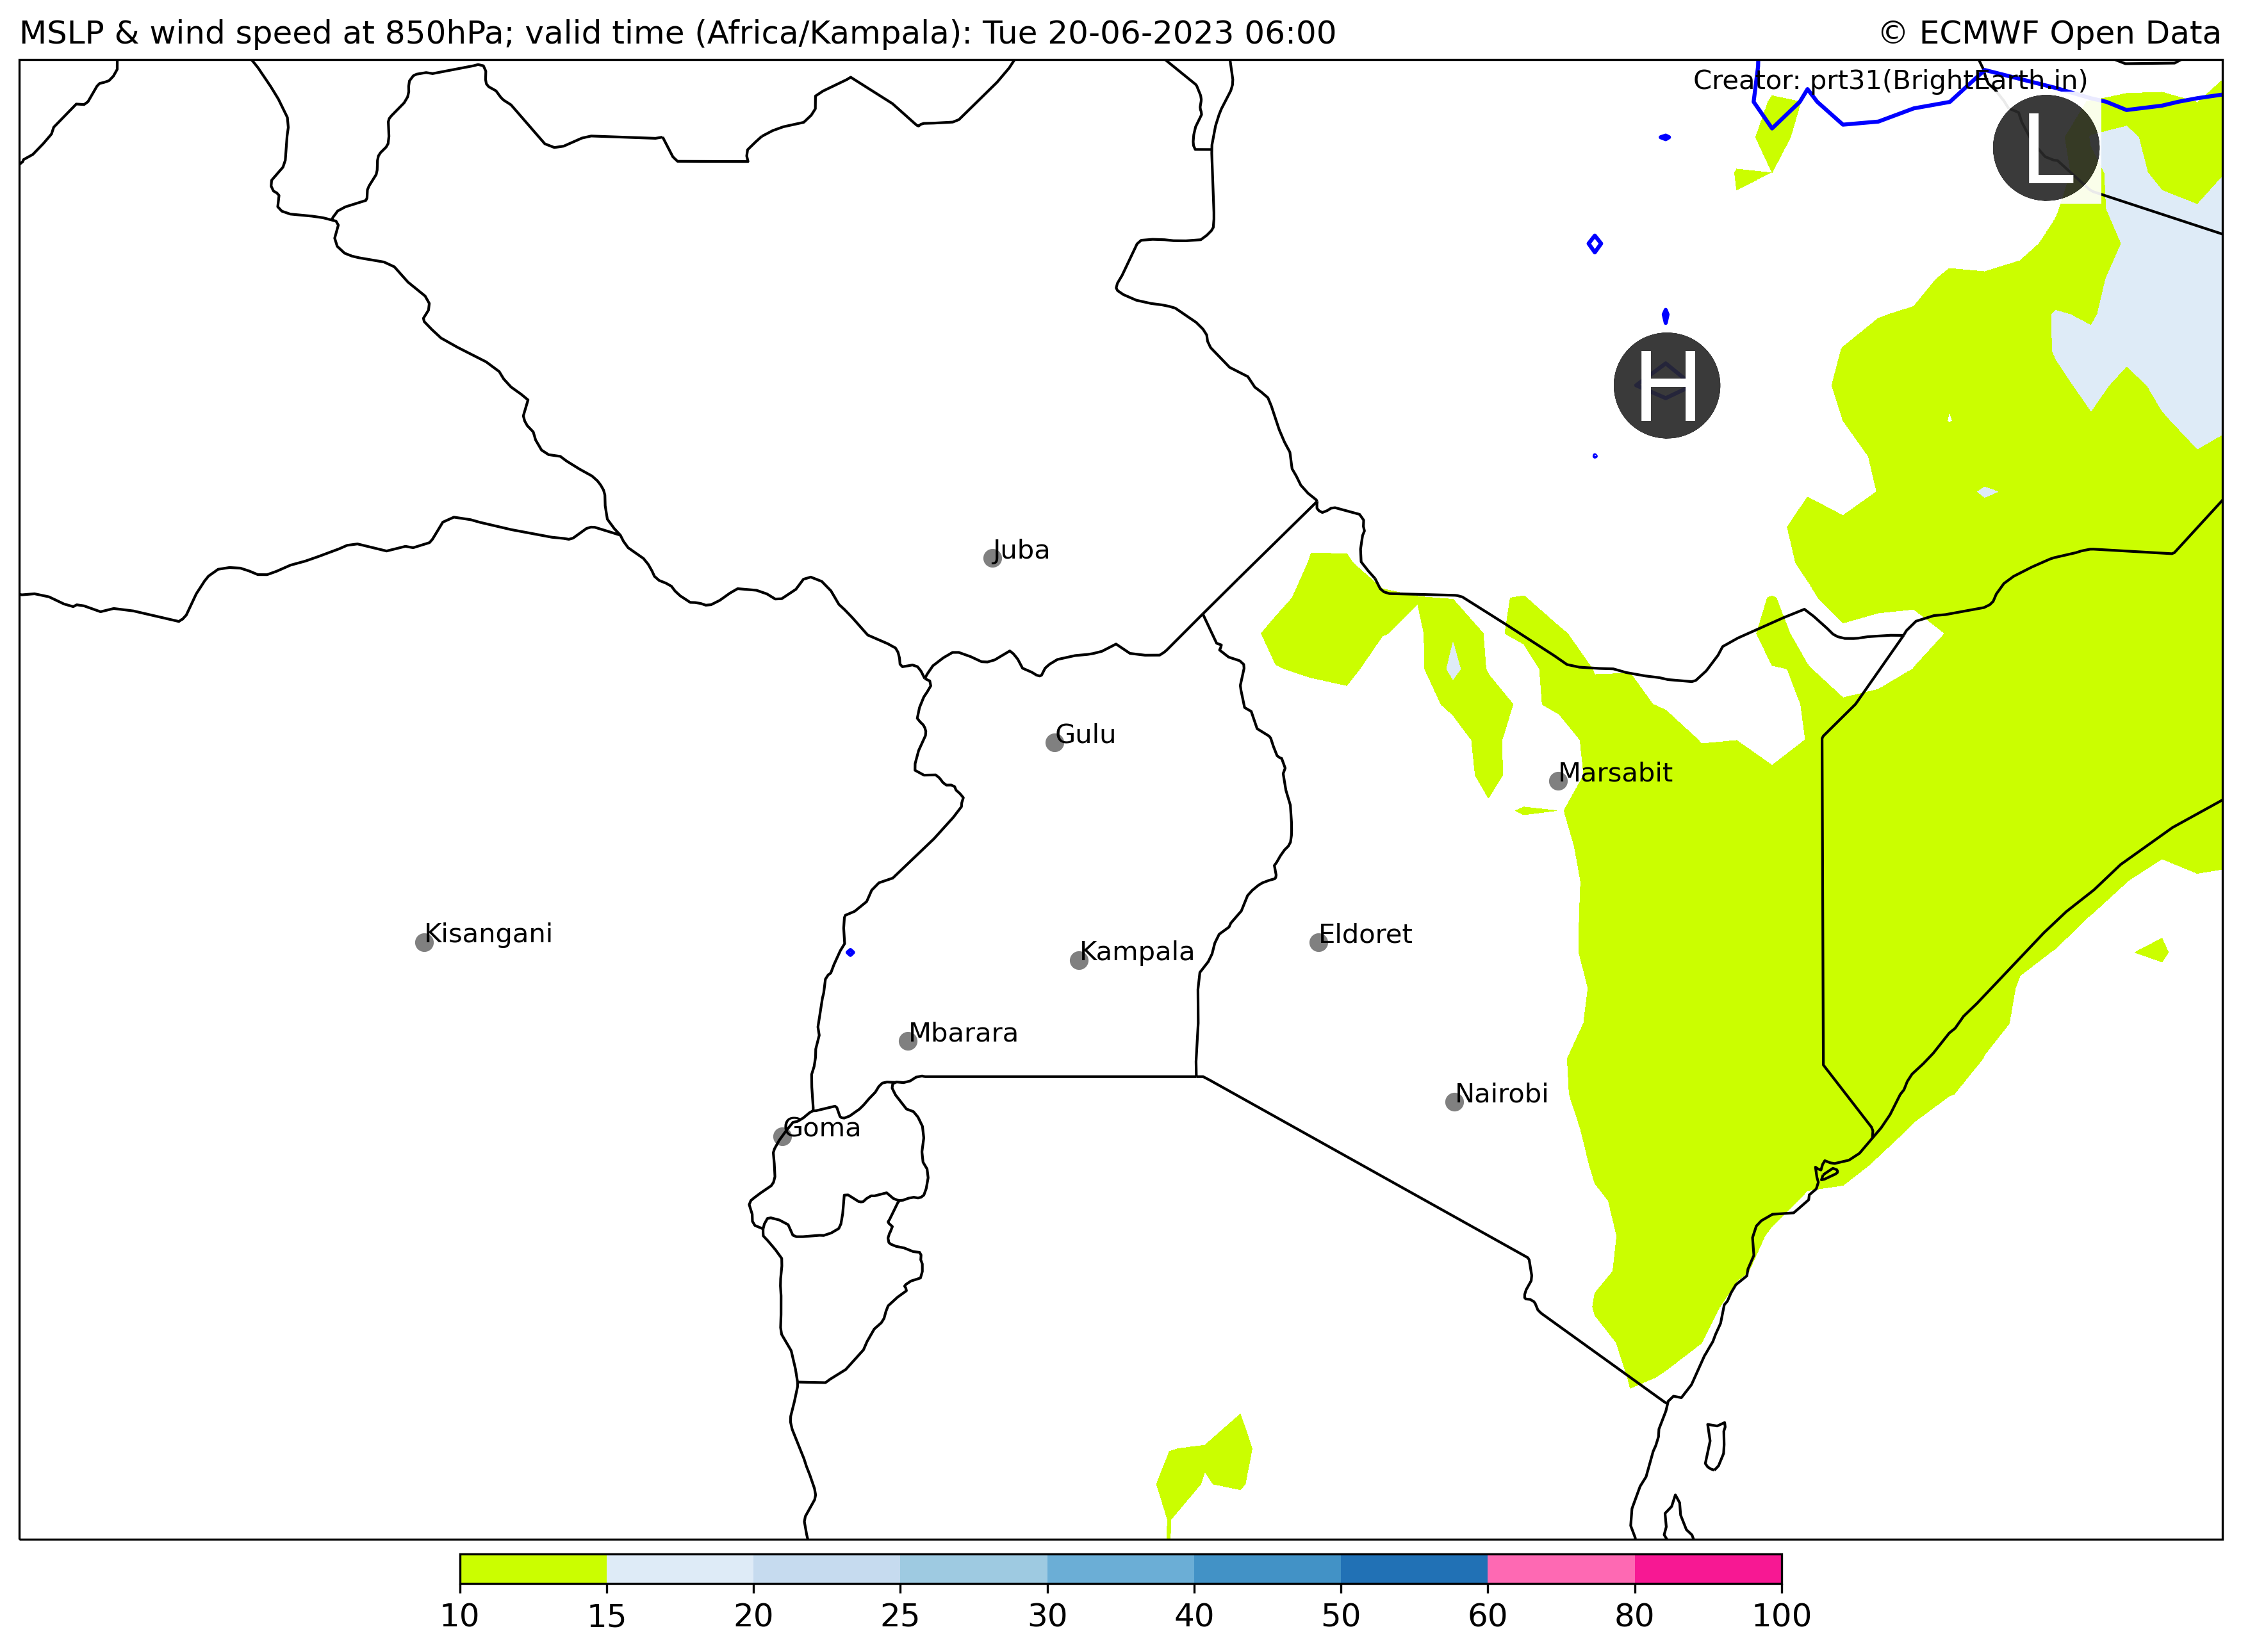 MSLP & wind speed at 850hPa; valid time (Africa/Kampala): Tue 20-06-2023 06:00
© ECMWF Open Data
Creator: prt31(BrightEarth.in)
L
H
Juba
Gulu
Marsabit
Kisangani
Eldoret
Kampala
Mbarara
Nairobi
Goma
10 15 20 25 30 40 50 60 80 100